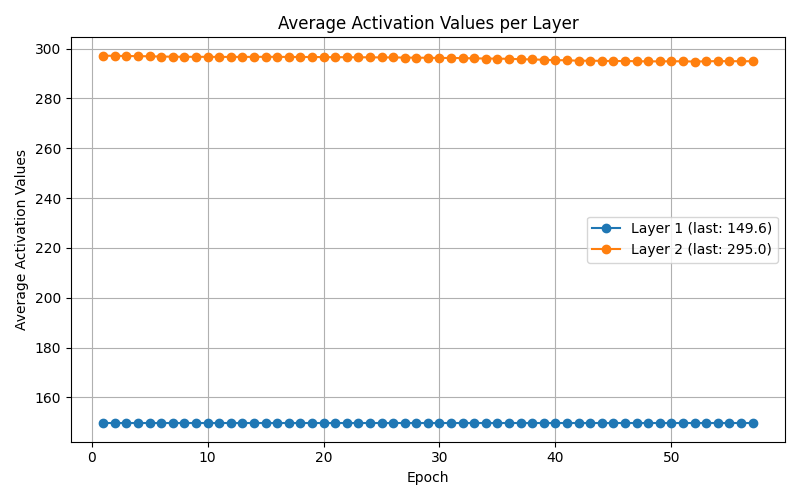 Average Activation Values per Layer
Average Activation Values
300
280
260
240
220
200
180
160
Layer 1 (last: 149.6)
Layer 2 (last: 295.0)
0 10 20 30 40 50
Epoch